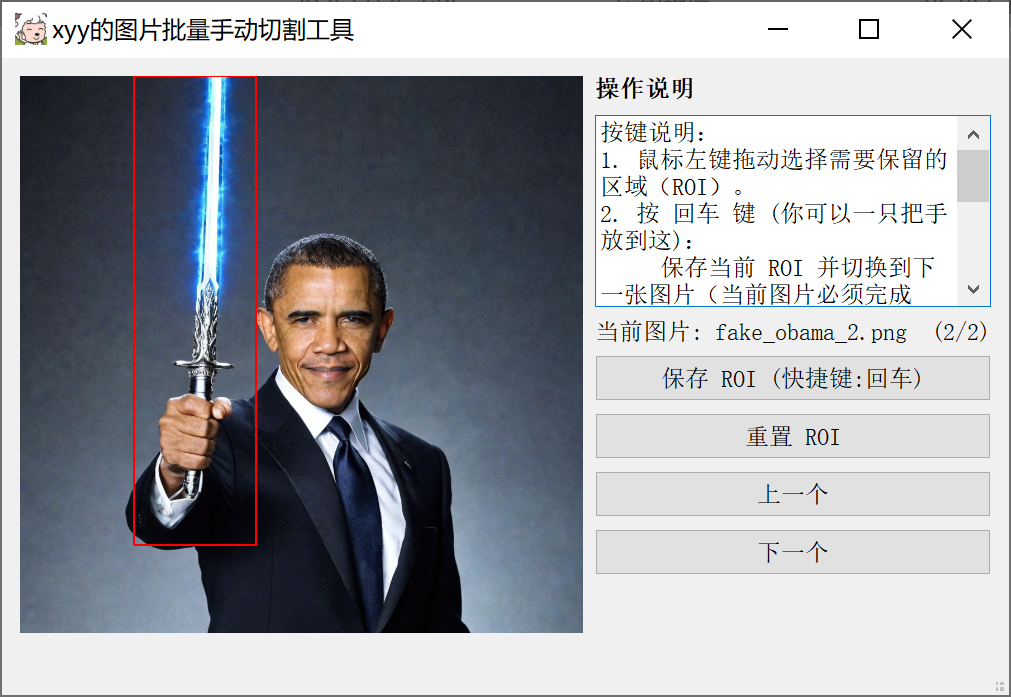 xyy的图片批量手动切割工具
操作说明
按键说明:
1. 鼠标左键拖动选择需要保留的
区域（ROI）。
2. 按 回车 键 (你可以一只把手
放到这):
保存当前 ROI 并切换到下
一张图片（当前图片必须完成
当前图片: fake_obama_2.png (2/2)
保存 ROI (快捷键:回车)
重置 ROI
上一个
下一个